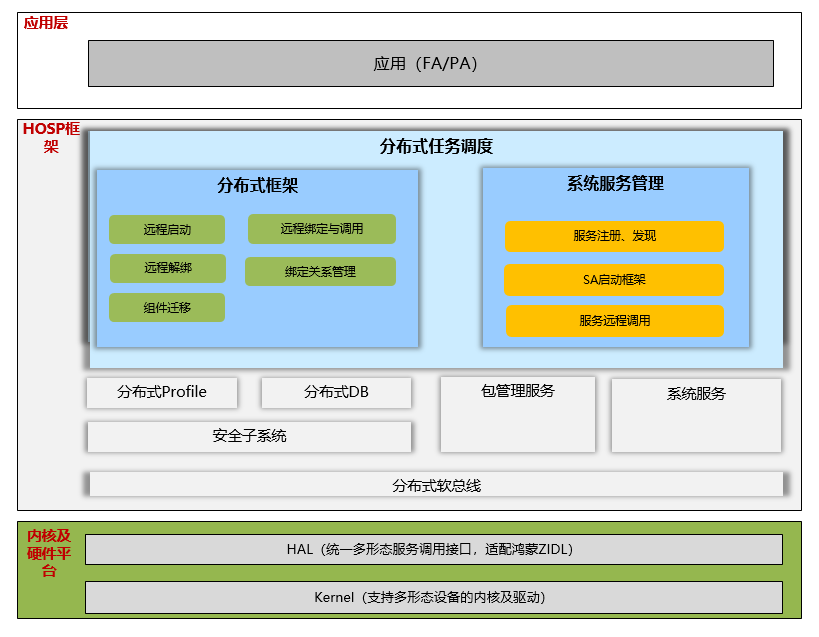 应用层
应用（FA/PA）
HOSP框
架
分布式任务调度
分布式框架
远程启动
远程绑定与调用
远程解绑
绑定关系管理
组件迁移
系统服务管理
服务注册、发现
SA启动框架
服务远程调用
分布式Profile
分布式DB
包管理服务
系统服务
安全子系统
分布式软总线
内核及
硬件平
台
HAL（统一多形态服务调用接口，适配鸿蒙ZIDL）
Kernel（支持多形态设备的内核及驱动）